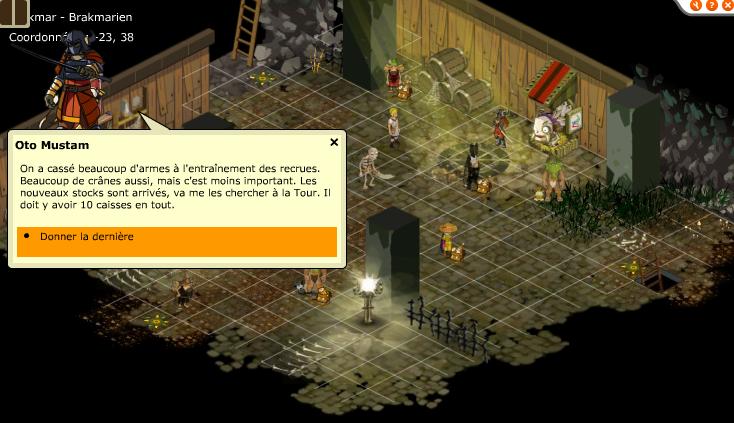 kmar - Brakmarien
Coordonné -23, 38
Oto Mustam
On a cassé beaucoup d'armes à l'entraînement des recrues.
Beaucoup de crânes aussi, mais c'est moins important. Les
nouveaux stocks sont arrivés, va me les chercher à la Tour. Il
doit y avoir 10 caisses en tout.
Donner la dernière